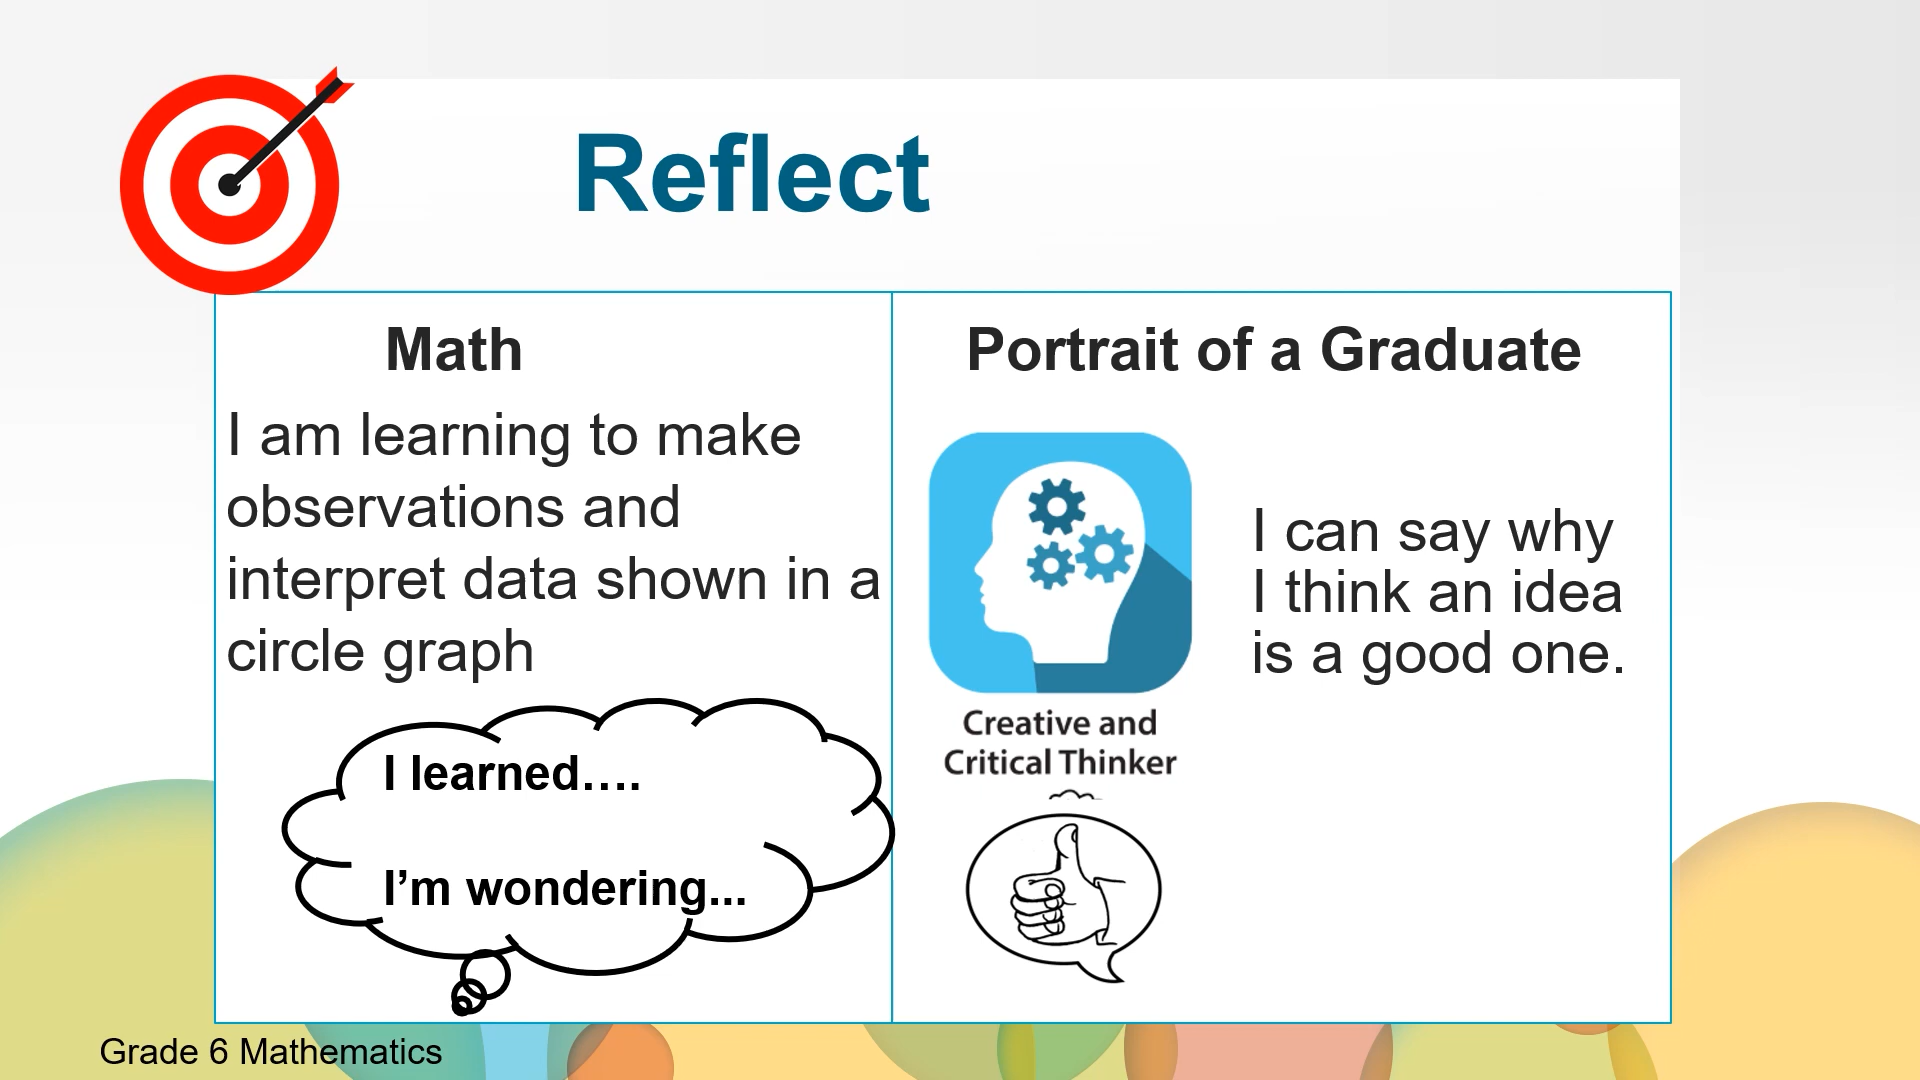 Reflect
Math
I am learning to make
observations and
interpret data shown in a
circle graph
I learned….
I’m wondering...
Portrait of a Graduate
I can say why
I think an idea
is a good one.
Creative and
Critical Thinker
Grade 6 Mathematics